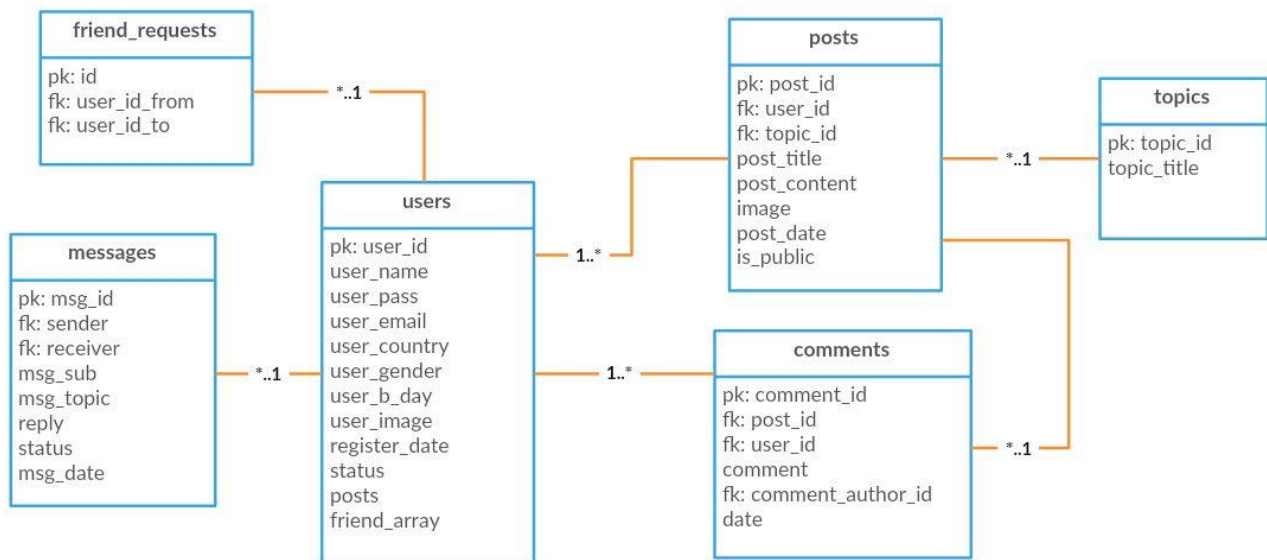 friend_requests
pk: id
fk: user_id_from
fk: user_id_to
*..1
messages
pk: msg_id
fk: sender
fk: receiver
msg_sub
msg_topic
reply
status
msg_date
*..1
users
pk: user_id
user_name
user_pass
user_email
user_country
user_gender
user_b_day
user_image
register_date
status
posts
friend_array
1..*
1..*
posts
pk: post_id
fk: user_id
fk: topic_id
post_title
post_content
image
post_date
is_public
*..1
topics
pk: topic_id
topic_title
comments
pk: comment_id
fk: post_id
fk: user_id
comment
fk: comment_author_id
date
*..1